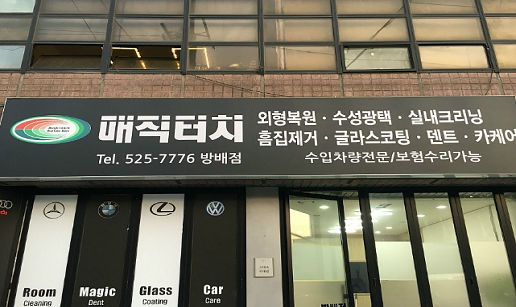 매직터치
Tel. 525-7776 방배점
외형복원 · 수성광택 · 실내크리닝
흠집제거 · 글라스코팅 · 덴트 · 카케어
수입차량전문/보험수리가능
Room
Cleaning
Magic
Dent
Glass
Coating
Car
Care